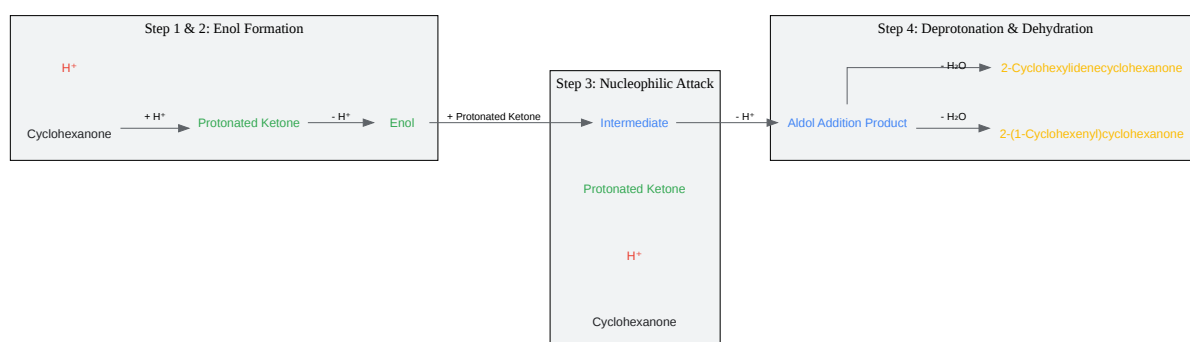 Step 1 & 2: Enol Formation
H⁺
Cyclohexanone
+ H⁺
Protonated Ketone
- H⁺
Enol
+ Protonated Ketone
Step 3: Nucleophilic Attack
Intermediate
Protonated Ketone
H⁺
Cyclohexanone
- H⁺
Step 4: Deprotonation & Dehydration
Aldol Addition Product
- H₂O
2-Cyclohexylidenecyclohexanone
- H₂O
2-(1-Cyclohexenyl)cyclohexanone